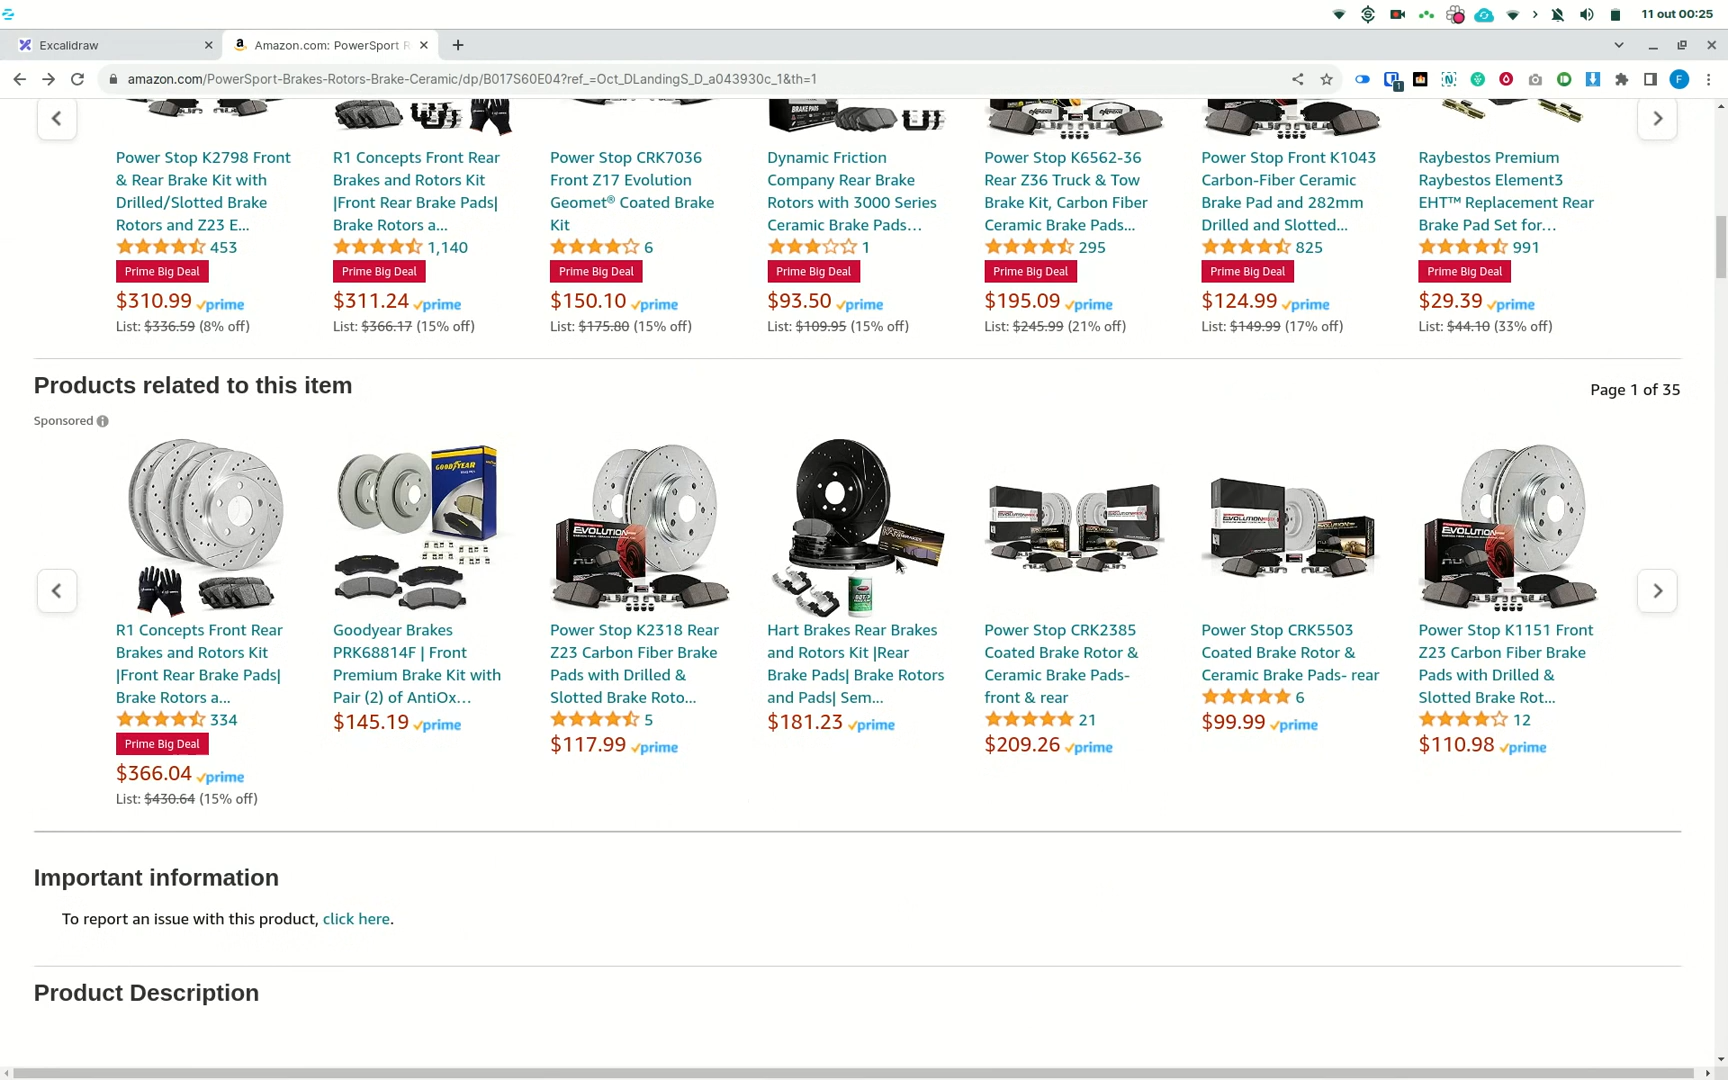 11 out 00:25
Excalidraw
Amazon.com: PowerSport R
amazon.com/PowerSport-Brakes-Rotors-Brake-Ceramic/dp/B017S60E04?ref_=Oct_DLandingS_D_a043930c_1&th=1
Power Stop K2798 Front
& Rear Brake Kit with
Drilled/Slotted Brake
Rotors and Z23 E...
453
Prime Big Deal
$310.99 prime
List: $336.59 (8% off)
R1 Concepts Front Rear
Brakes and Rotors Kit
|Front Rear Brake Pads|
Brake Rotors a...
1,140
Prime Big Deal
$311.24 prime
List: $366.17 (15% off)
Power Stop CRK7036
Front Z17 Evolution
Geomet® Coated Brake
Kit
6
Prime Big Deal
$150.10 prime
List: $175.80 (15% off)
BRAKE PADS
Dynamic Friction
Company Rear Brake
Rotors with 3000 Series
Ceramic Brake Pads...
1
Prime Big Deal
$93.50 prime
List: $109.95 (15% off)
Power Stop K6562-36
Rear Z36 Truck & Tow
Brake Kit, Carbon Fiber
Ceramic Brake Pads...
295
Prime Big Deal
$195.09 prime
List: $245.99 (21% off)
Power Stop Front K1043
Carbon-Fiber Ceramic
Brake Pad and 282mm
Drilled and Slotted...
825
Prime Big Deal
$124.99 prime
List: $149.99 (17% off)
Raybestos Premium
Raybestos Element3
EHT™ Replacement Rear
Brake Pad Set for...
991
Prime Big Deal
$29.39 prime
List: $44.10 (33% off)
Products related to this item
Page 1 of 35
Sponsored
R1 Concepts Front Rear
Brakes and Rotors Kit
|Front Rear Brake Pads|
Brake Rotors a...
334
Prime Big Deal
$366.04 prime
List: $430.64 (15% off)
GOODYEAR
Goodyear Brakes
PRK68814F | Front
Premium Brake Kit with
Pair (2) of AntiOx...
$145.19 prime
EVOLUTION
Power Stop K2318 Rear
Z23 Carbon Fiber Brake
Pads with Drilled &
Slotted Brake Roto...
5
$117.99 prime
Hart Brakes Rear Brakes
and Rotors Kit |Rear
Brake Pads| Brake Rotors
and Pads| Sem...
$181.23 prime
EVOLUTION
Power Stop CRK2385
Coated Brake Rotor &
Ceramic Brake Pads-
front & rear
21
$209.26 prime
EVOLUTION
Power Stop CRK5503
Coated Brake Rotor &
Ceramic Brake Pads- rear
6
$99.99 prime
EVOLUTION
Power Stop K1151 Front
Z23 Carbon Fiber Brake
Pads with Drilled &
Slotted Brake Rot...
12
$110.98 prime
Important information
To report an issue with this product, click here.
Product Description